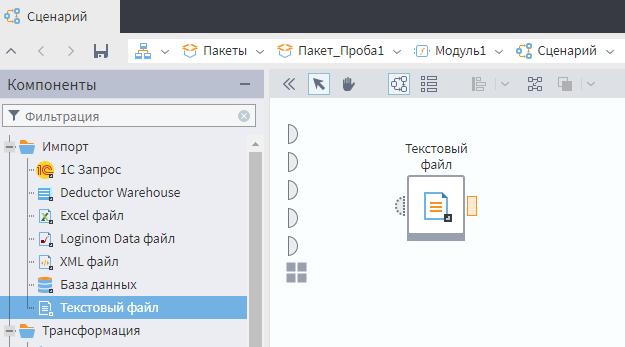 Сценарий
Пакеты Пакет_Проба1 Модуль1 Сценарий
Компоненты
Фильтрация
Импорт
1С Запрос
Deductor Warehouse
Excel файл
Loginom Data файл
XML файл
База данных
Текстовый файл
Трансформация
Текстовый
файл